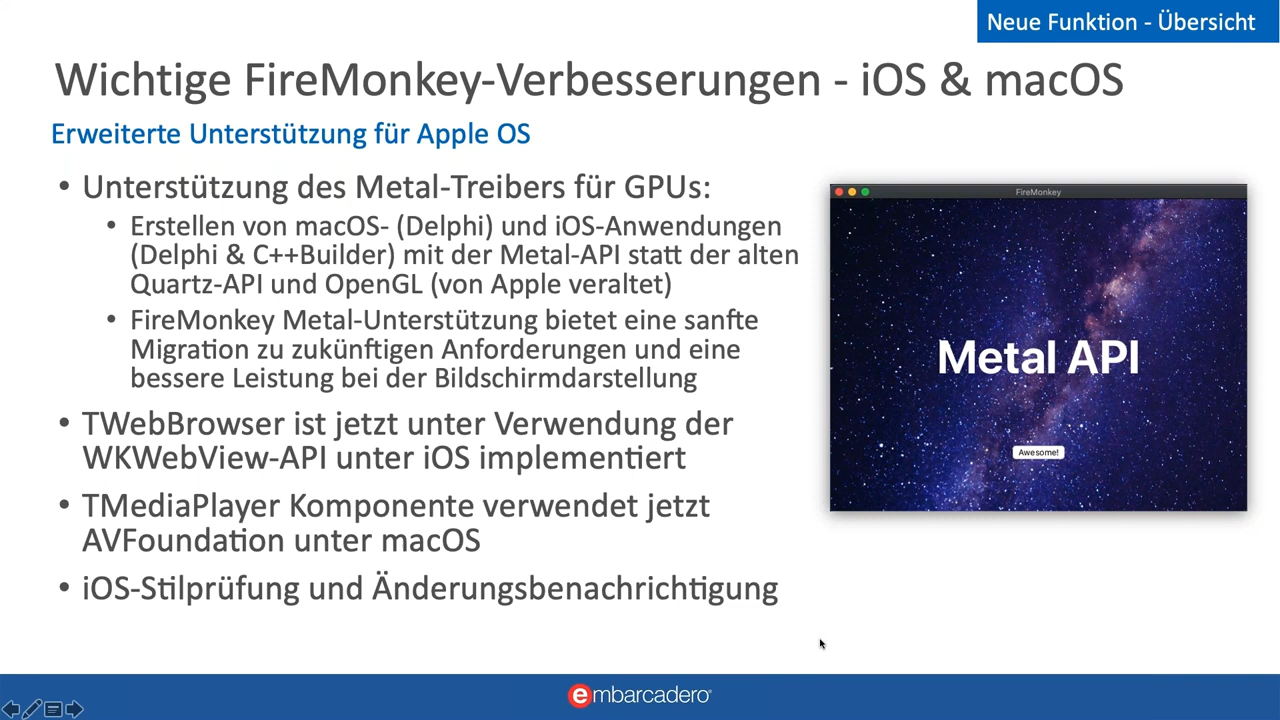 Neue Funktion - Übersicht
Wichtige FireMonkey-Verbesserungen - iOS & macOS
Erweiterte Unterstützung für Apple OS
• Unterstützung des Metal-Treibers für GPUs:
• Erstellen von macOS- (Delphi) und iOS-Anwendungen
(Delphi & C++Builder) mit der Metal-API statt der alten
Quartz-API und OpenGL (von Apple veraltet)
• FireMonkey Metal-Unterstützung bietet eine sanfte
Migration zu zukünftigen Anforderungen und eine
bessere Leistung bei der Bildschirmdarstellung
• TWebBrowser ist jetzt unter Verwendung der
WKWebView-API unter iOS implementiert
• TMediaPlayer Komponente verwendet jetzt
AVFoundation unter macOS
• iOS-Stilprüfung und Änderungsbenachrichtigung
FireMonkey
Metal API
Awesome!
embarcadero